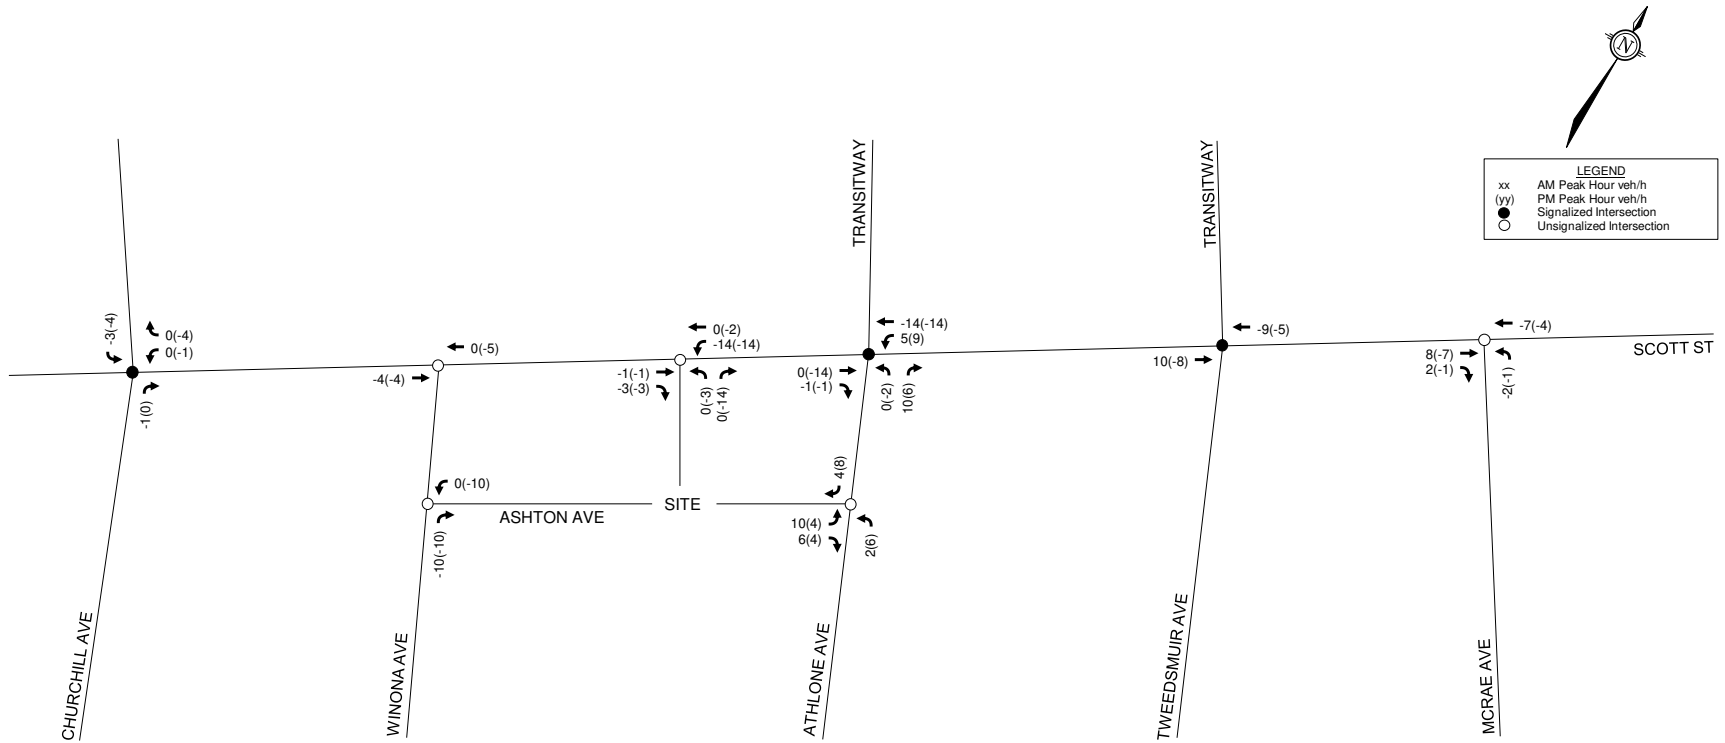 N
TRANSITWAY
TRANSITWAY
LEGEND
xx AM Peak Hour veh/h
(yy) PM Peak Hour veh/h
Signalized Intersection
Unsignalized Intersection
-3(-4)
0(-4)
0(-1)
-1(0)
0(-5)
-4(-4)
0(-2)
-14(-14)
-1(-1)
-3(-3)
0(-3)
0(-14)
-14(-14)
5(9)
0(-14)
-1(-1)
0(-2)
10(6)
-9(-5)
10(-8)
-7(-4)
8(-7)
2(-1)
-2(-1)
SCOTT ST
0(-10)
-10(-10)
ASHTON AVE
SITE
4(8)
10(4)
6(4)
2(6)
CHURCHILL AVE
WINONA AVE
ATHLONE AVE
TWEEDSMUIR AVE
MCRAE AVE